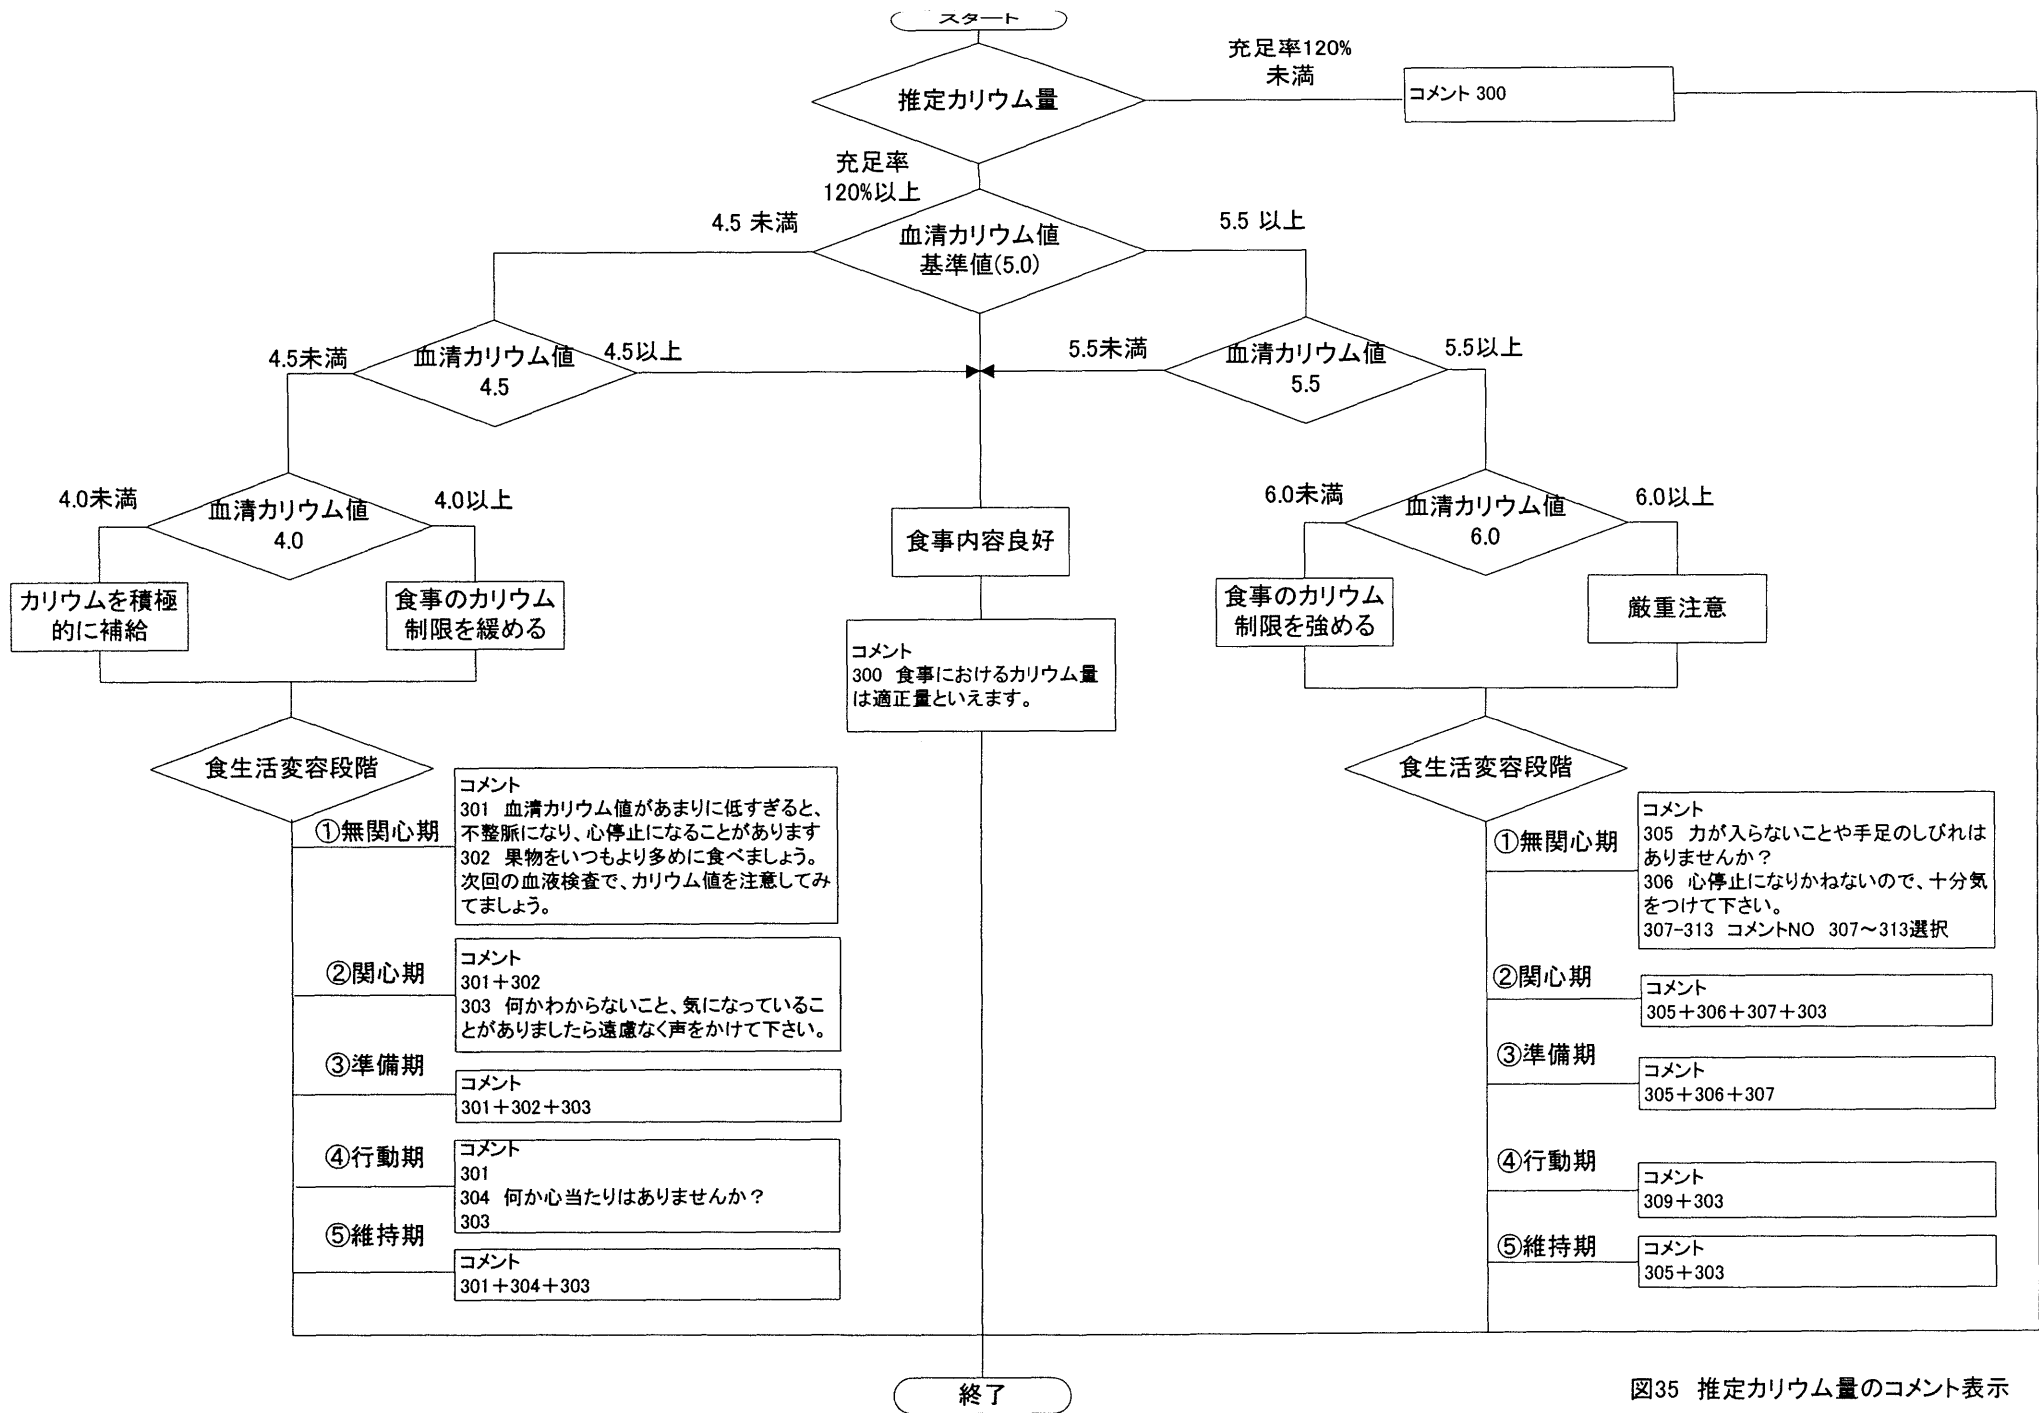 スタート
充足率120%
未満
推定カリウム量
コメント 300
充足率
120%以上
4.5 未満
血清カリウム値
基準値(5.0)
5.5 以上
4.5未満
血清カリウム値
4.5
4.5以上
5.5未満
血清カリウム値
5.5
5.5以上
4.0未満
血清カリウム値
4.0
4.0以上
食事内容良好
6.0未満
血清カリウム値
6.0
6.0以上
カリウムを積極
的に補給
食事のカリウム
制限を緩める
食事のカリウム
制限を強める
厳重注意
コメント
300 食事におけるカリウム量
は適正量といえます。
食生活変容段階
①無関心期
コメント
301 血清カリウム値があまりに低すぎると、
不整脈になり、心停止になることがあります
302 果物をいつもより多めに食べましょう。
次回の血液検査で、カリウム値を注意してみ
てましょう。
②関心期
コメント
301+302
303 何かわからないこと、気になっているこ
とがありましたら遠慮なく声をかけて下さい。
③準備期
コメント
301+302+303
④行動期
コメント
301
304 何か心当たりはありませんか？
303
⑤維持期
コメント
301+304+303
食生活変容段階
①無関心期
コメント
305 力が入らないことや手足のしびれは
ありませんか？
306 心停止になりかねないので、十分気
をつけて下さい。
307-313 コメントNO 307～313選択
②関心期
コメント
305+306+307+303
③準備期
コメント
305+306+307
④行動期
コメント
309+303
⑤維持期
コメント
305+303
終了
図35 推定カリウム量のコメント表示